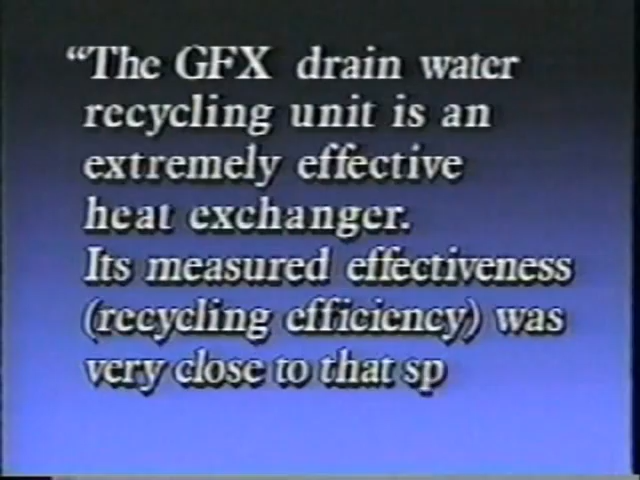 “The GFX drain water
recycling unit is an
extremely effective
heat exchanger.
Its measured effectiveness
(recycling efficiency) was
very close to that sp